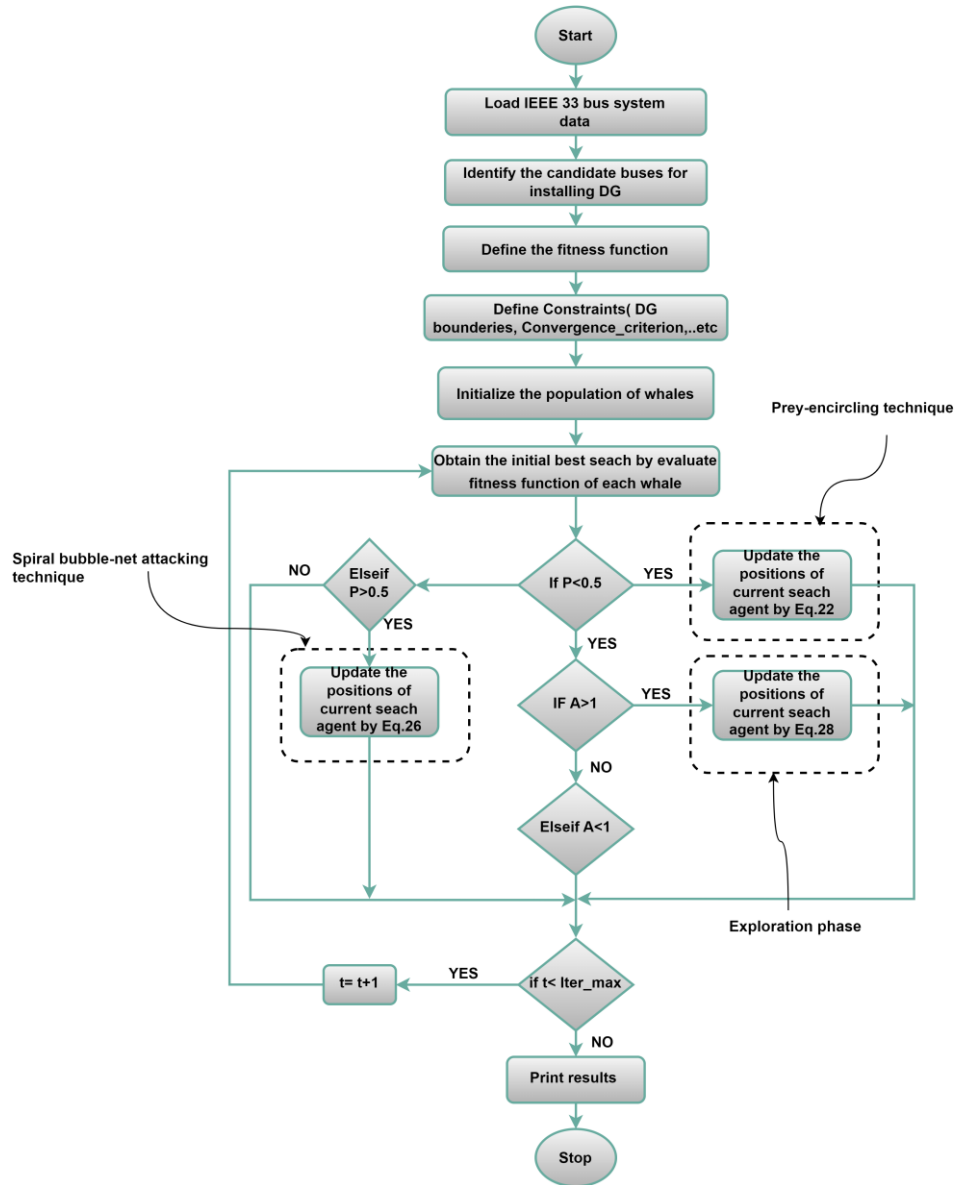 Start
Load IEEE 33 bus system
data
Identify the candidate buses for
installing DG
Define the fitness function
Define Constraints( DG
bounderies, Convergence_criterion,..etc
Initialize the population of whales
Prey-encircling technique
Obtain the initial best seach by evaluate
fitness function of each whale
Spiral bubble-net attacking
technique
NO
Elseif
P>0.5
If P<0.5
YES
Update the
positions of
current seach
agent by Eq.22
YES
YES
Update the
positions of
current seach
agent by Eq.26
IF A>1
YES
Update the
positions of
current seach
agent by Eq.28
NO
Elseif A<1
Exploration phase
t= t+1
YES
if t< Iter_max
NO
Print results
Stop